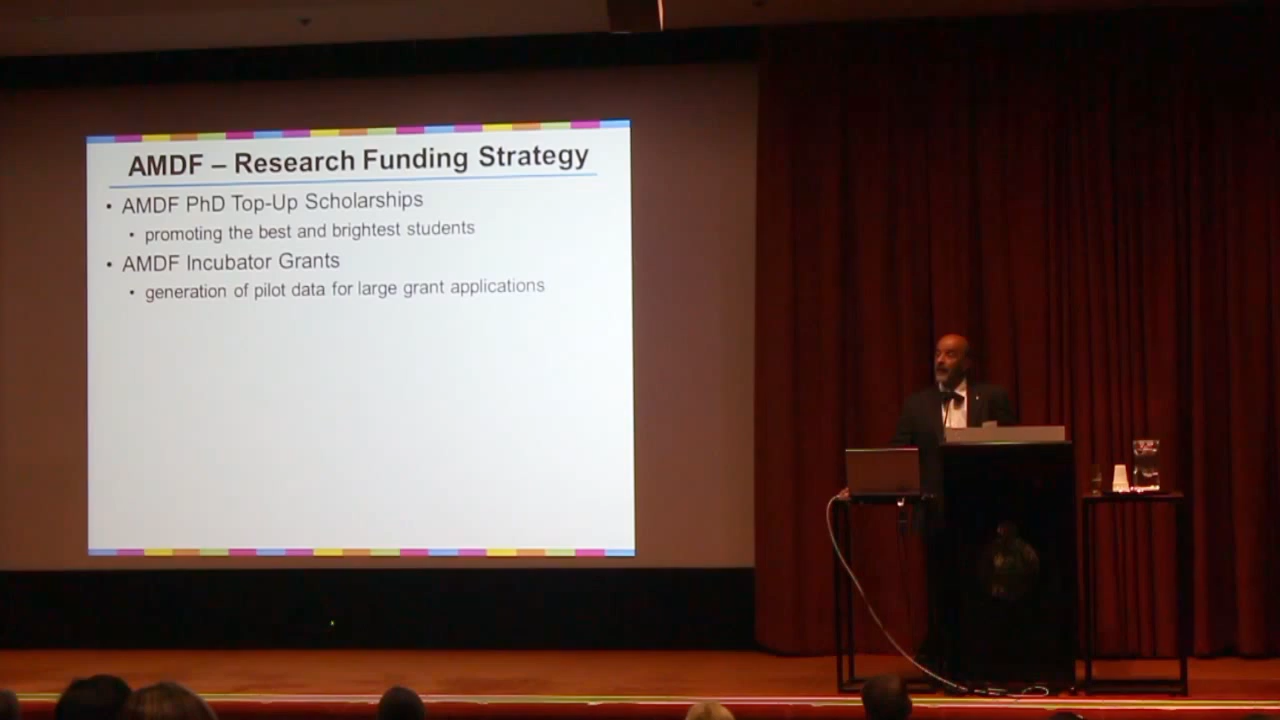 AMDF – Research Funding Strategy
• AMDF PhD Top-Up Scholarships
• promoting the best and brightest students
• AMDF Incubator Grants
• generation of pilot data for large grant applications